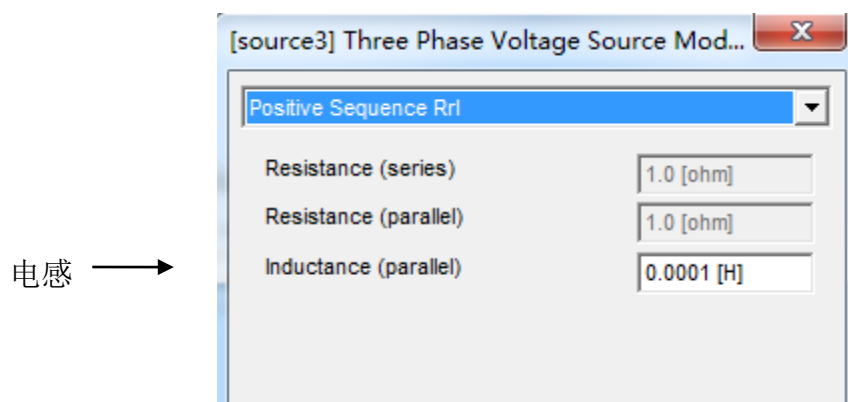 [source3] Three Phase Voltage Source Mod...
Positive Sequence Rrl
Resistance (series) 1.0 [ohm]
Resistance (parallel) 1.0 [ohm]
电感 Inductance (parallel) 0.0001 [H]